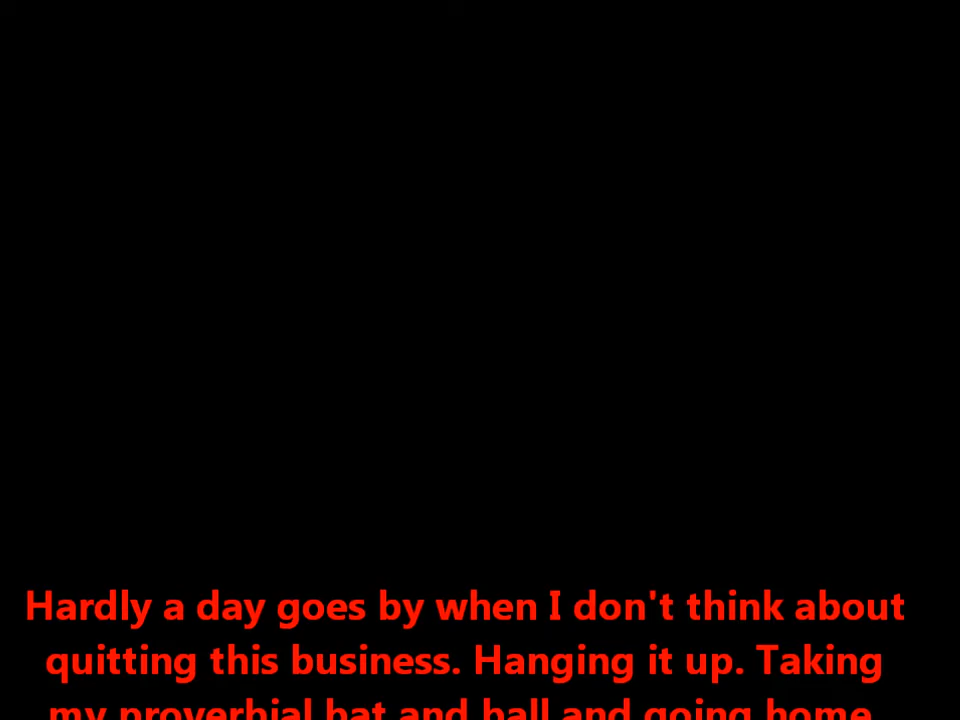 Hardly a day goes by when I don't think about
quitting this business. Hanging it up. Taking
my proverbial bat and ball and going home